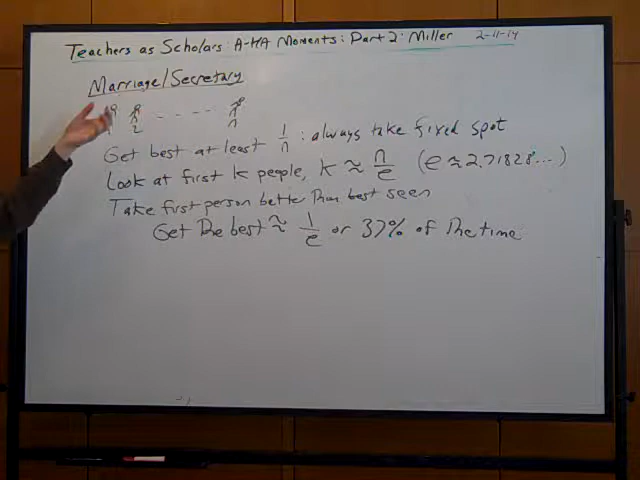 Teachers as Scholars: A-HA Moments: Part 2: Miller 2-11-14
Marriage/Secretary
1 2 ..... n
Get best at least 1/n : always take fixed spot
Look at first k people, k ≈ n/e (e ≈ 2.71828...)
Take first person better than best seen
Get the best ≈ 1/e or 37% of the time